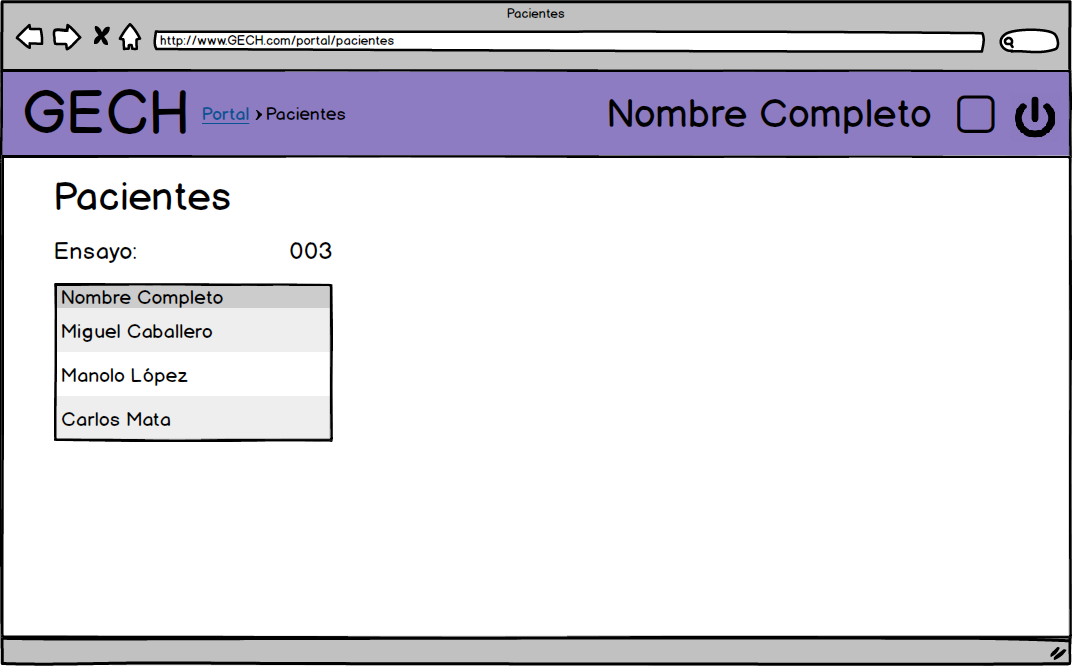 Pacientes
http://www.GECH.com/portal/pacientes
GECH Portal > Pacientes Nombre Completo
Pacientes
Ensayo: 003
Nombre Completo
Miguel Caballero
Manolo López
Carlos Mata